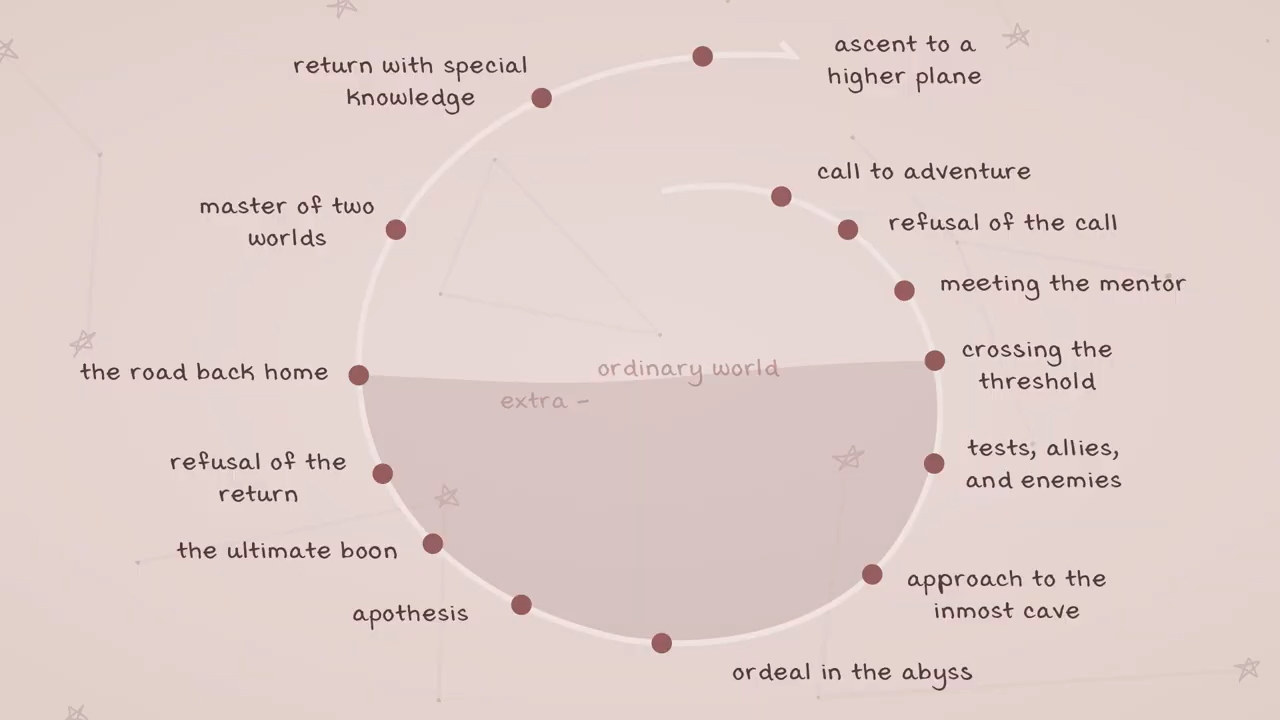 ascent to a
higher plane
return with special
knowledge
call to adventure
refusal of the call
master of two
worlds
meeting the mentor
crossing the
threshold
the road back home
ordinary world
extra -
tests, allies,
and enemies
refusal of the
return
the ultimate boon
approach to the
inmost cave
apothesis
ordeal in the abyss